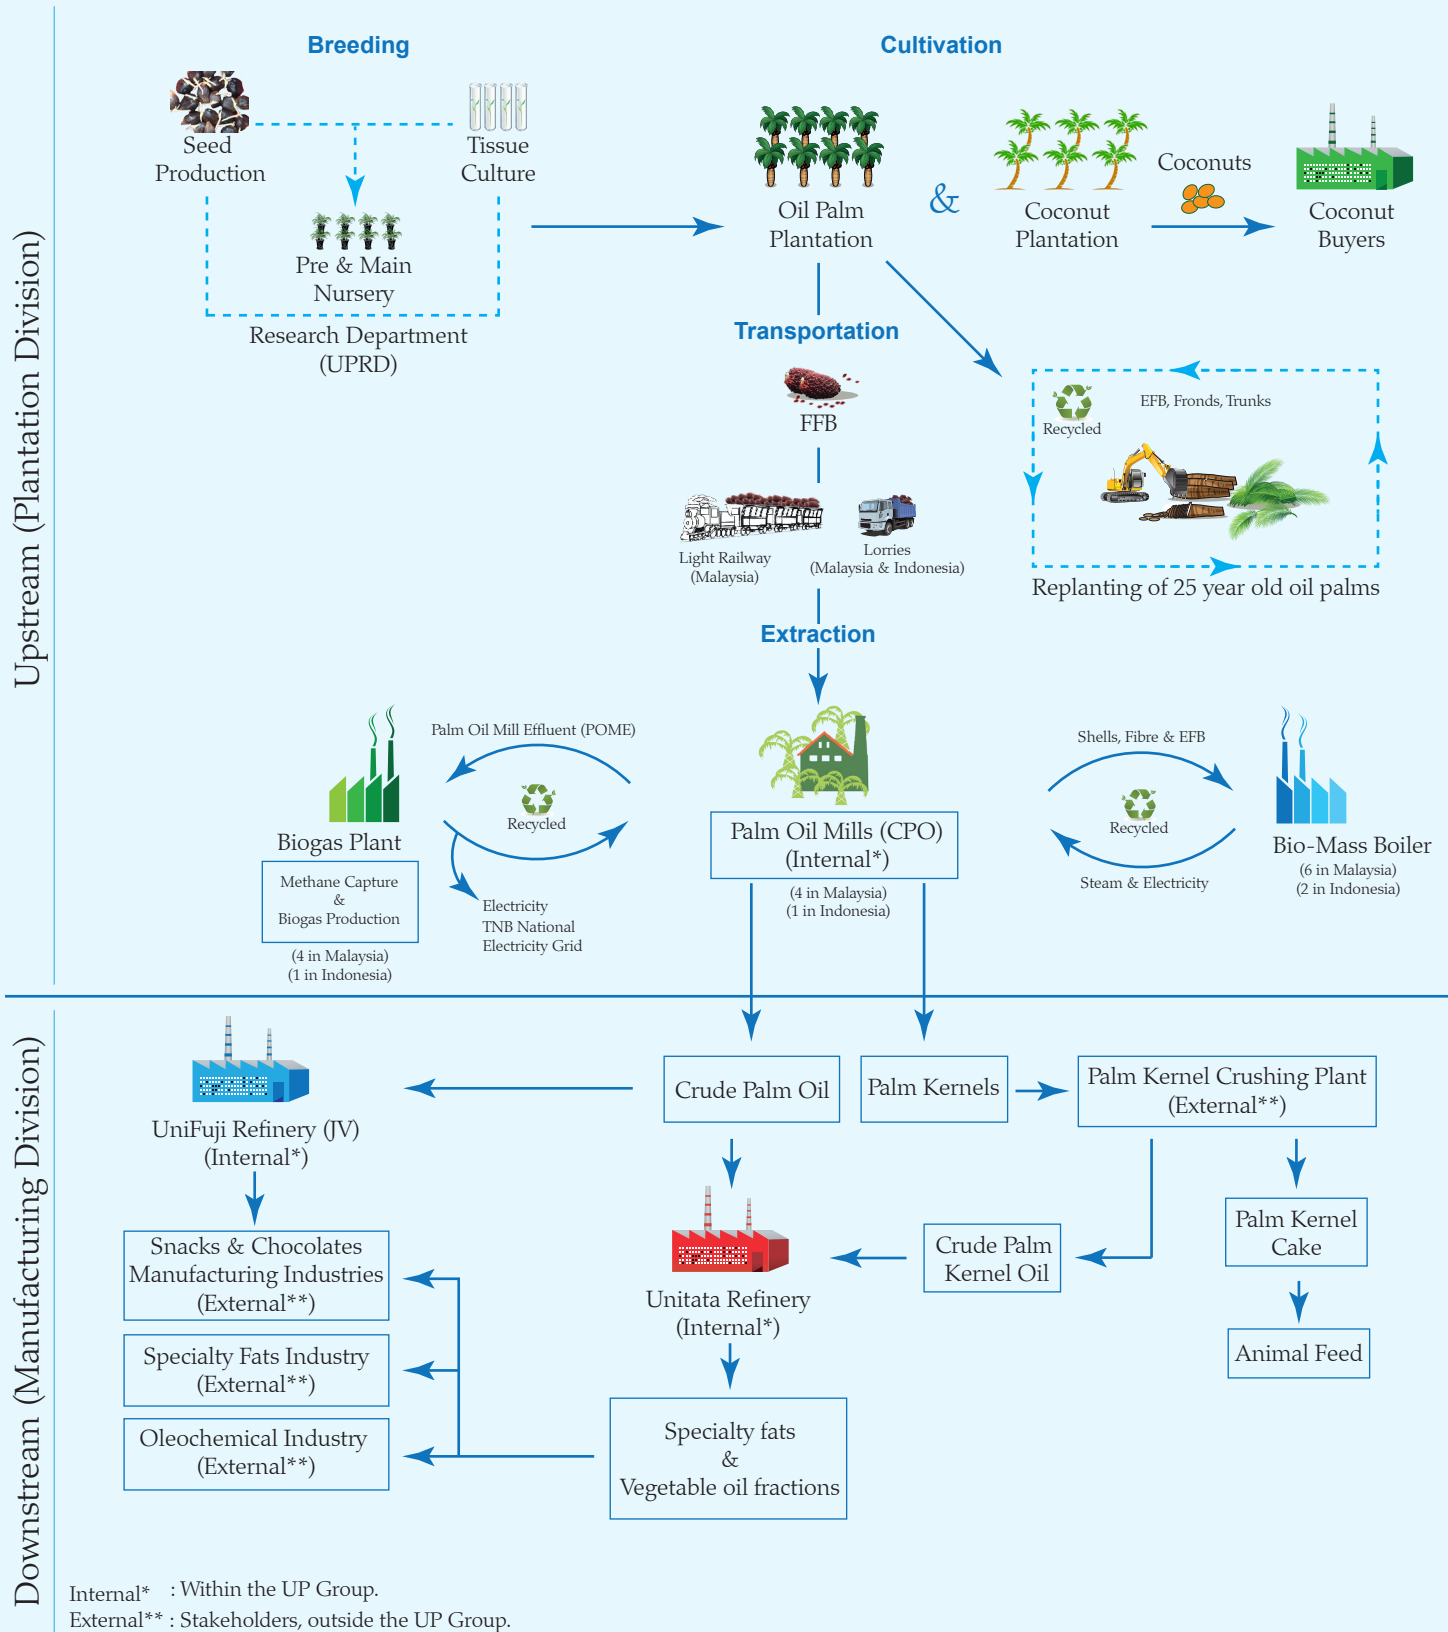 Upstream (Plantation Division)
Breeding
Cultivation
Seed
Production
Tissue
Culture
Pre & Main
Nursery
Research Department
(UPRD)
Oil Palm
Plantation
&
Coconut
Plantation
Coconuts
Coconut
Buyers
Transportation
FFB
Light Railway
(Malaysia)
Lorries
(Malaysia & Indonesia)
Recycled
EFB, Fronds, Trunks
Replanting of 25 year old oil palms
Extraction
Palm Oil Mill Effluent (POME)
Recycled
Biogas Plant
Methane Capture
&
Biogas Production
(4 in Malaysia)
(1 in Indonesia)
Electricity
TNB National
Electricity Grid
Palm Oil Mills (CPO)
(Internal*)
(4 in Malaysia)
(1 in Indonesia)
Shells, Fibre & EFB
Recycled
Steam & Electricity
Bio-Mass Boiler
(6 in Malaysia)
(2 in Indonesia)
Downstream (Manufacturing Division)
UniFuji Refinery (JV)
(Internal*)
Crude Palm Oil
Palm Kernels
Palm Kernel Crushing Plant
(External**)
Snacks & Chocolates
Manufacturing Industries
(External**)
Specialty Fats Industry
(External**)
Oleochemical Industry
(External**)
Unitata Refinery
(Internal*)
Crude Palm
Kernel Oil
Palm Kernel
Cake
Animal Feed
Specialty fats
&
Vegetable oil fractions
Internal* : Within the UP Group.
External** : Stakeholders, outside the UP Group.